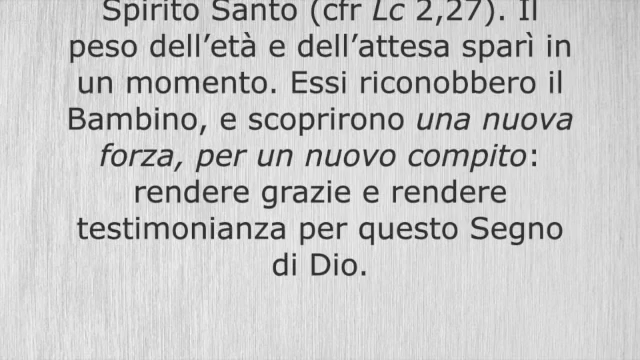 Spirito Santo (cfr Lc 2,27). Il
peso dell’età e dell’attesa sparì in
un momento. Essi riconobbero il
Bambino, e scoprirono una nuova
forza, per un nuovo compito:
rendere grazie e rendere
testimonianza per questo Segno
di Dio.